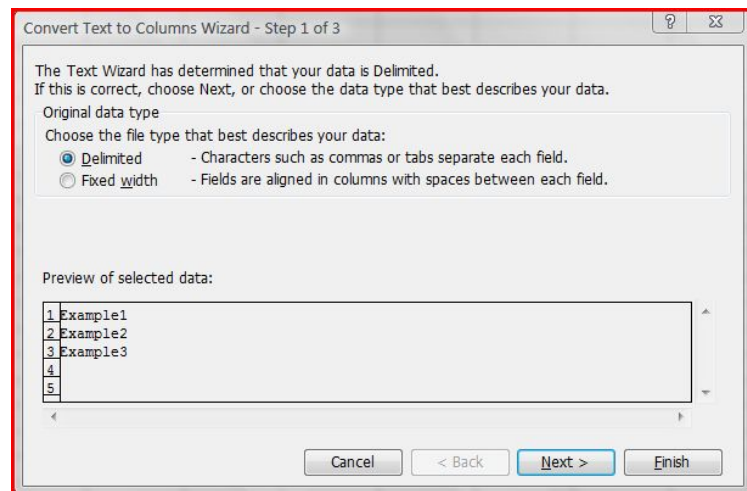 Convert Text to Columns Wizard - Step 1 of 3
The Text Wizard has determined that your data is Delimited.
If this is correct, choose Next, or choose the data type that best describes your data.
Original data type
Choose the file type that best describes your data:
Delimited - Characters such as commas or tabs separate each field.
Fixed width - Fields are aligned in columns with spaces between each field.
Preview of selected data:
1 Example1
2 Example2
3 Example3
4
5
Cancel < Back Next > Finish